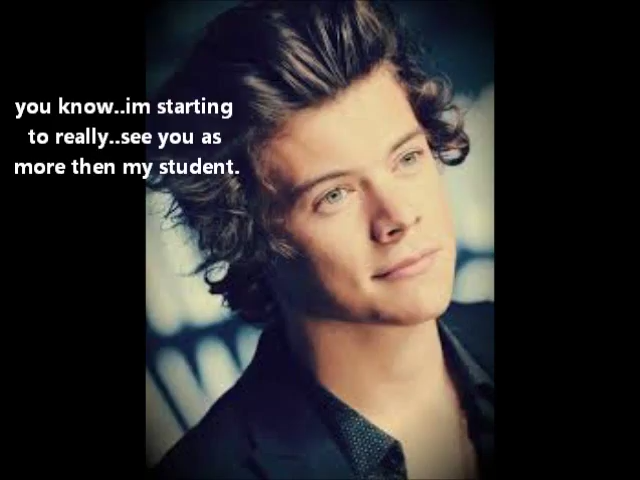 you know..im starting
to really..see you as
more then my student.